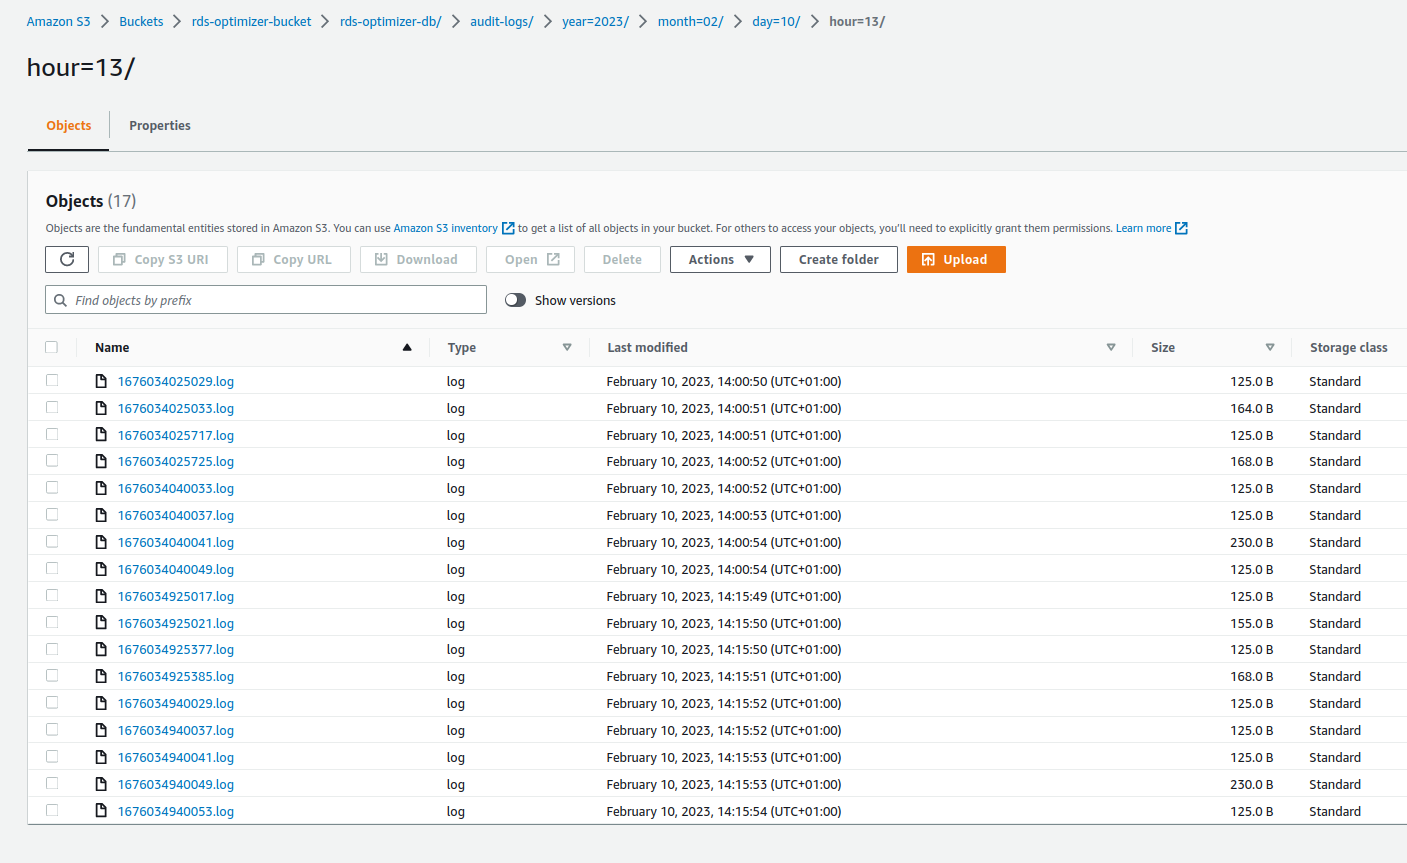 Amazon S3 > Buckets > rds-optimizer-bucket > rds-optimizer-db/ > audit-logs/ > year=2023/ > month=02/ > day=10/ > hour=13/
hour=13/
Objects Properties
Objects (17)
Objects are the fundamental entities stored in Amazon S3. You can use Amazon S3 inventory to get a list of all objects in your bucket. For others to access your objects, you'll need to explicitly grant them permissions. Learn more
Copy S3 URI Copy URL Download Open Delete Actions Create folder Upload
Find objects by prefix Show versions
Name Type Last modified Size Storage class
1676034025029.log log February 10, 2023, 14:00:50 (UTC+01:00) 125.0 B Standard
1676034025033.log log February 10, 2023, 14:00:51 (UTC+01:00) 164.0 B Standard
1676034025717.log log February 10, 2023, 14:00:51 (UTC+01:00) 125.0 B Standard
1676034025725.log log February 10, 2023, 14:00:52 (UTC+01:00) 168.0 B Standard
1676034040033.log log February 10, 2023, 14:00:52 (UTC+01:00) 125.0 B Standard
1676034040037.log log February 10, 2023, 14:00:53 (UTC+01:00) 125.0 B Standard
1676034040041.log log February 10, 2023, 14:00:54 (UTC+01:00) 230.0 B Standard
1676034040049.log log February 10, 2023, 14:00:54 (UTC+01:00) 125.0 B Standard
1676034925017.log log February 10, 2023, 14:15:49 (UTC+01:00) 125.0 B Standard
1676034925021.log log February 10, 2023, 14:15:50 (UTC+01:00) 155.0 B Standard
1676034925377.log log February 10, 2023, 14:15:50 (UTC+01:00) 125.0 B Standard
1676034925385.log log February 10, 2023, 14:15:51 (UTC+01:00) 168.0 B Standard
1676034940029.log log February 10, 2023, 14:15:52 (UTC+01:00) 125.0 B Standard
1676034940037.log log February 10, 2023, 14:15:52 (UTC+01:00) 125.0 B Standard
1676034940041.log log February 10, 2023, 14:15:53 (UTC+01:00) 125.0 B Standard
1676034940049.log log February 10, 2023, 14:15:53 (UTC+01:00) 230.0 B Standard
1676034940053.log log February 10, 2023, 14:15:54 (UTC+01:00) 125.0 B Standard